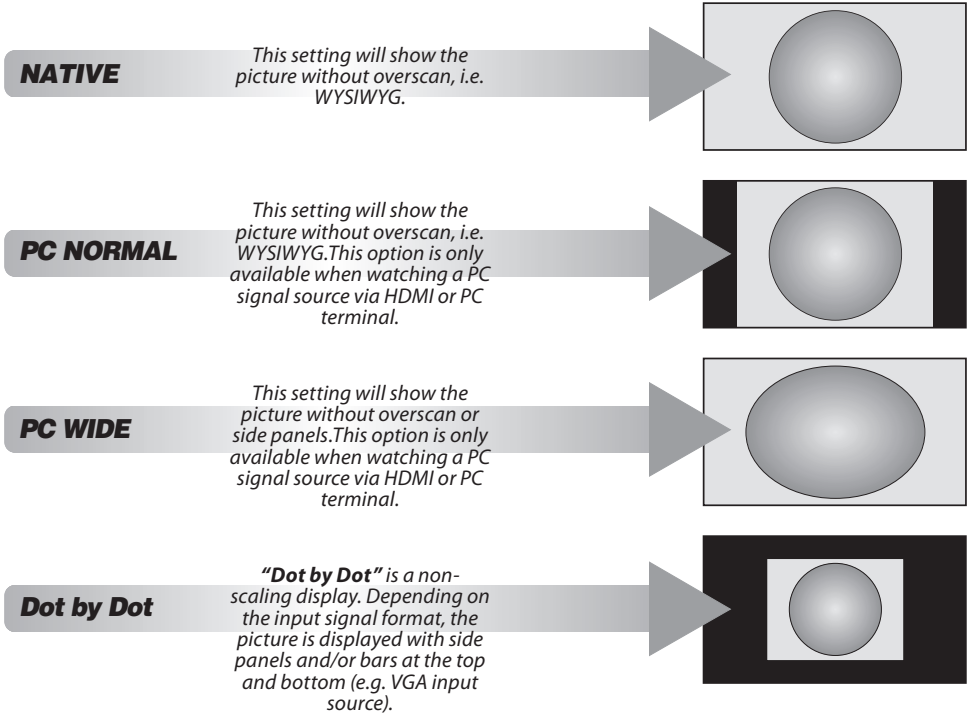 NATIVE
This setting will show the
picture without overscan, i.e.
WYSIWYG.
PC NORMAL
This setting will show the
picture without overscan, i.e.
WYSIWYG.This option is only
available when watching a PC
signal source via HDMI or PC
terminal.
PC WIDE
This setting will show the
picture without overscan or
side panels.This option is only
available when watching a PC
signal source via HDMI or PC
terminal.
Dot by Dot
“Dot by Dot” is a non-
scaling display. Depending on
the input signal format, the
picture is displayed with side
panels and/or bars at the top
and bottom (e.g. VGA input
source).